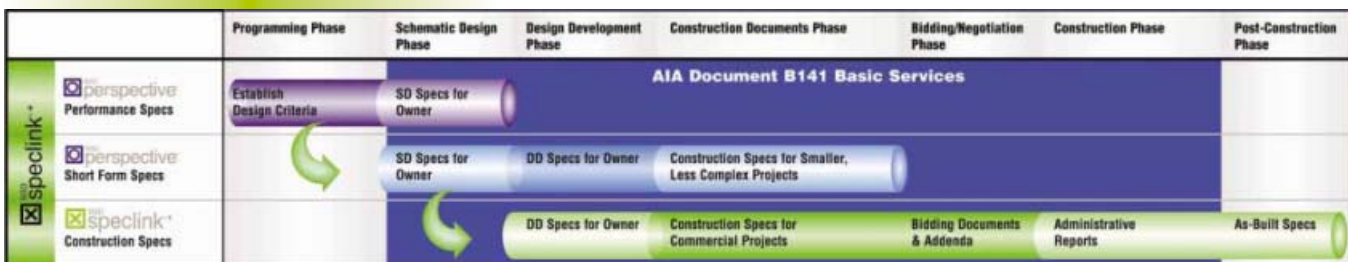 Programming Phase
Schematic Design
Phase
Design Development
Phase
Construction Documents Phase
Bidding/Negotiation
Phase
Construction Phase
Post-Construction
Phase
AIA Document B141 Basic Services
speclink+
perspective
Performance Specs
Establish
Design Criteria
SD Specs for
Owner
perspective
Short Form Specs
SD Specs for
Owner
DD Specs for Owner
Construction Specs for Smaller,
Less Complex Projects
speclink+
Construction Specs
DD Specs for Owner
Construction Specs for
Commercial Projects
Bidding Documents
& Addenda
Administrative
Reports
As-Built Specs